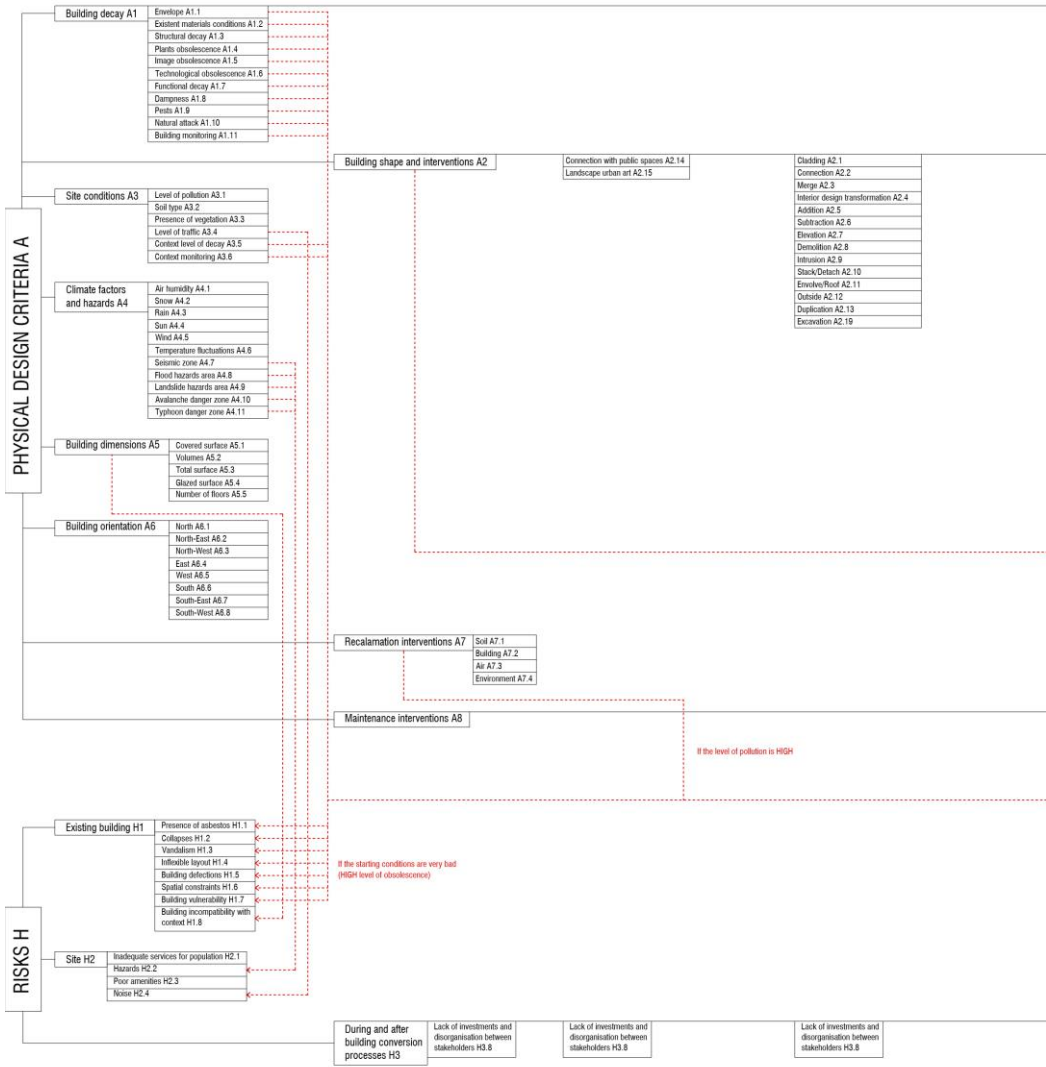 Building decay A1
Envelope A1.1
Existent materials conditions A1.2
Structural decay A1.3
Plants obsolescence A1.4
Image obsolescence A1.5
Technological obsolescence A1.6
Functional decay A1.7
Dampness A1.8
Pests A1.9
Natural attack A1.10
Building monitoring A1.11
Building shape and interventions A2
Connection with public spaces A2.14
Landscape urban art A2.15
Cladding A2.1
Connection A2.2
Merge A2.3
Interior design transformation A2.4
Addition A2.5
Subtraction A2.6
Elevation A2.7
Demolition A2.8
Intrusion A2.9
Stack/Detach A2.10
Envolve/Roof A2.11
Outside A2.12
Duplication A2.13
Excavation A2.19
PHYSICAL DESIGN CRITERIA A
Site conditions A3
Level of pollution A3.1
Soil type A3.2
Presence of vegetation A3.3
Level of traffic A3.4
Context level of decay A3.5
Context monitoring A3.6
Climate factors
and hazards A4
Air humidity A4.1
Snow A4.2
Rain A4.3
Sun A4.4
Wind A4.5
Temperature fluctuations A4.6
Seismic zone A4.7
Flood hazards area A4.8
Landslide hazards area A4.9
Avalanche danger zone A4.10
Typhoon danger zone A4.11
Building dimensions A5
Covered surface A5.1
Volumes A5.2
Total surface A5.3
Glazed surface A5.4
Number of floors A5.5
Building orientation A6
North A6.1
North-East A6.2
North-West A6.3
East A6.4
West A6.5
South A6.6
South-East A6.7
South-West A6.8
Recalamation interventions A7
Soil A7.1
Building A7.2
Air A7.3
Environment A7.4
Maintenance interventions A8
If the level of pollution is HIGH
RISKS H
Existing building H1
Presence of asbestos H1.1
Collapses H1.2
Vandalism H1.3
Inflexible layout H1.4
Building defections H1.5
Spatial constraints H1.6
Building vulnerability H1.7
Building incompatibility with
context H1.8
If the starting conditions are very bad
(HIGH level of obsolescence)
Site H2
Inadequate services for population H2.1
Hazards H2.2
Poor amenities H2.3
Noise H2.4
During and after
building conversion
processes H3
Lack of investments and
disorganisation between
stakeholders H3.8
Lack of investments and
disorganisation between
stakeholders H3.8
Lack of investments and
disorganisation between
stakeholders H3.8